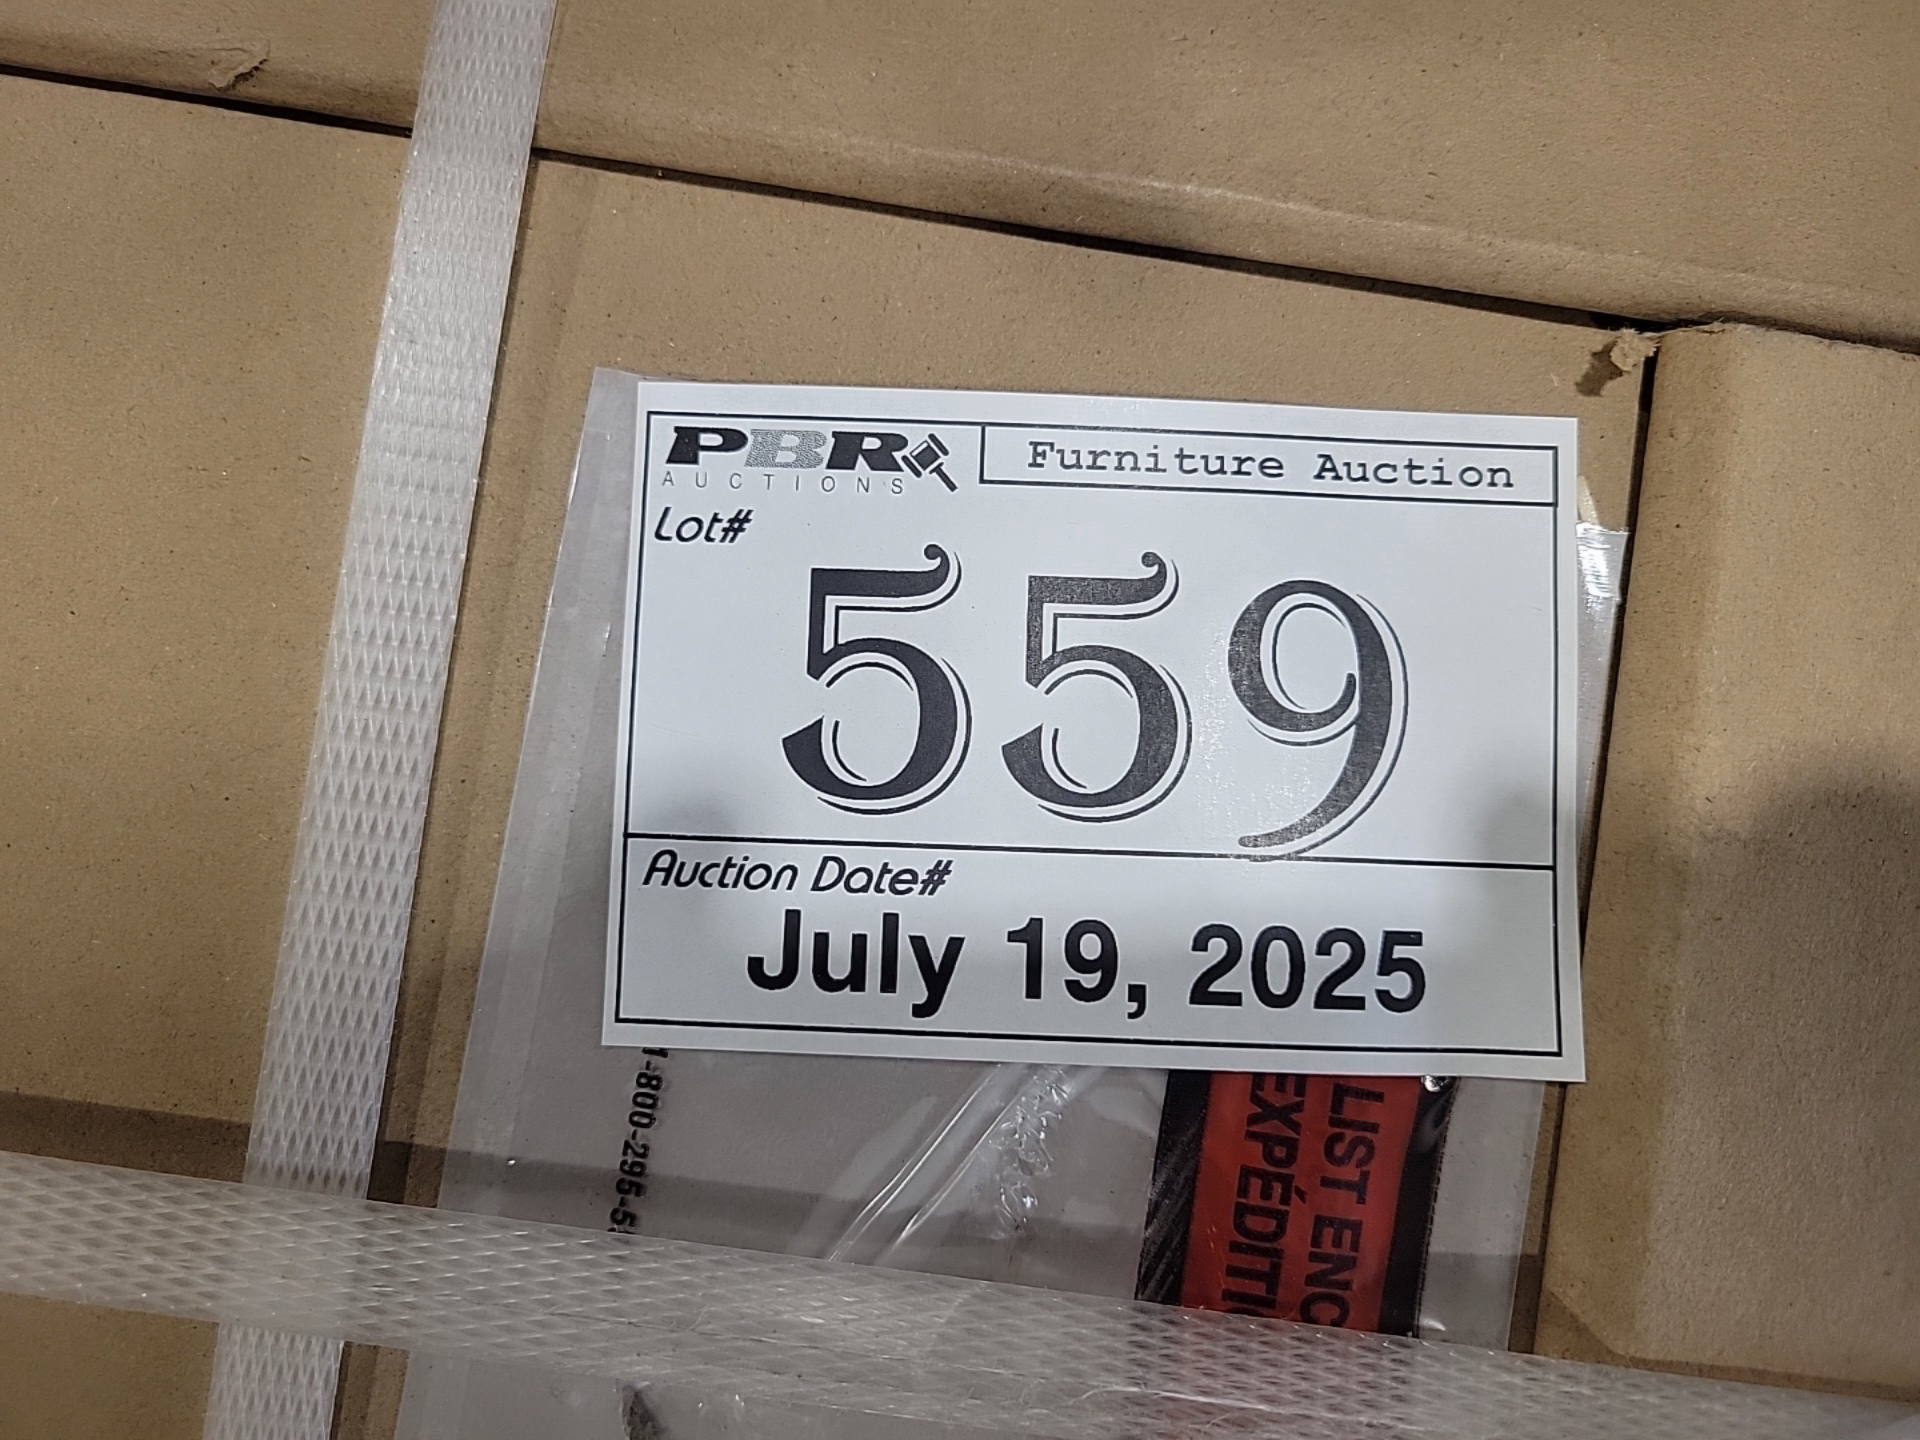 PBR
AUCTIONS
Furniture Auction
Lot#
559
Auction Date#
July 19, 2025
1-800-295-5
LIST ENC
EXPÉDITI